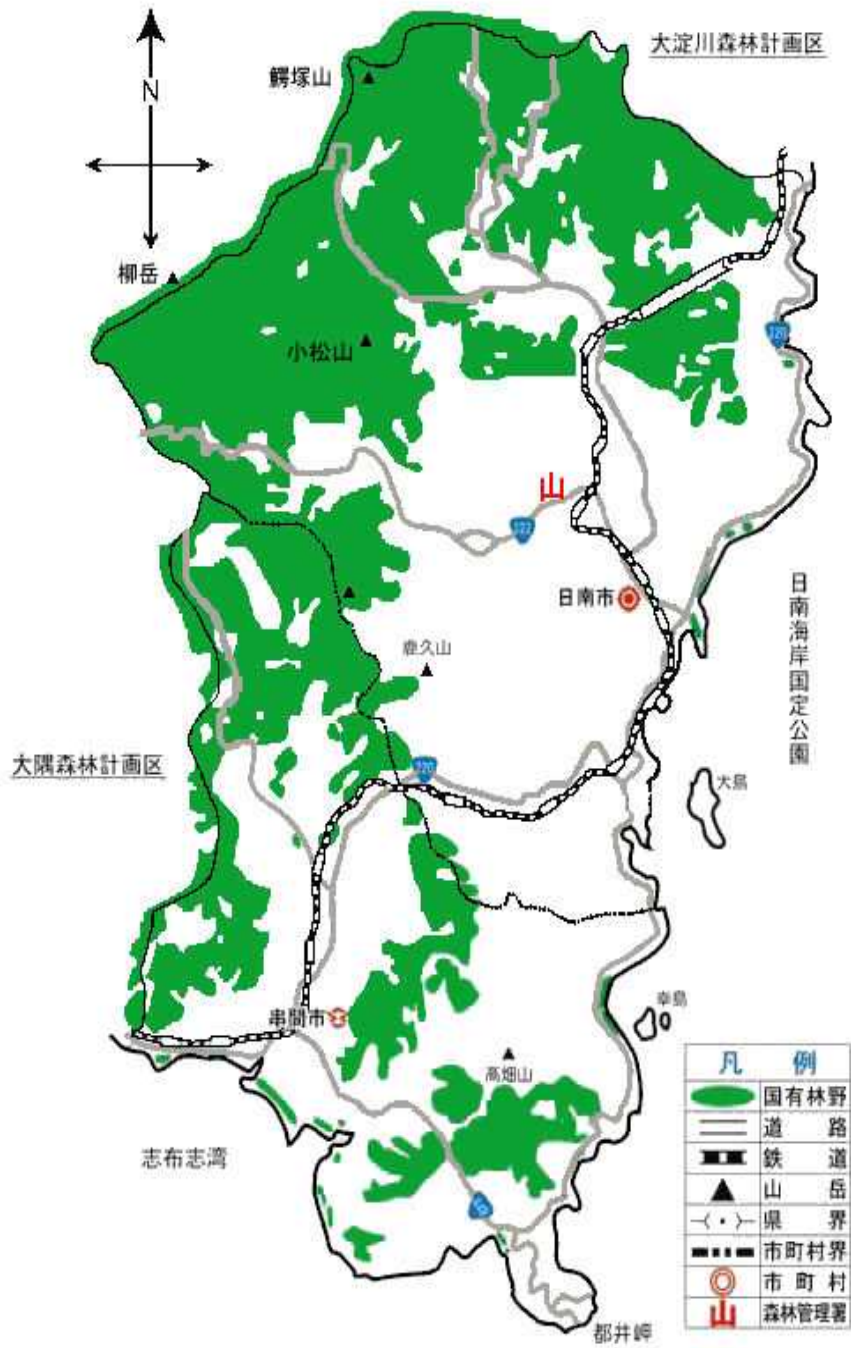 大淀川森林計画区
鰐塚山
N
柳岳
小松山
220
222
日南市
日南海岸国定公園
鹿久山
大隅森林計画区
220
大島
幸島
串間市
高畑山
志布志湾
都井岬
凡 例
国有林野
道 路
鉄 道
山 岳
県 界
市町村界
市 町 村
山 森林管理署